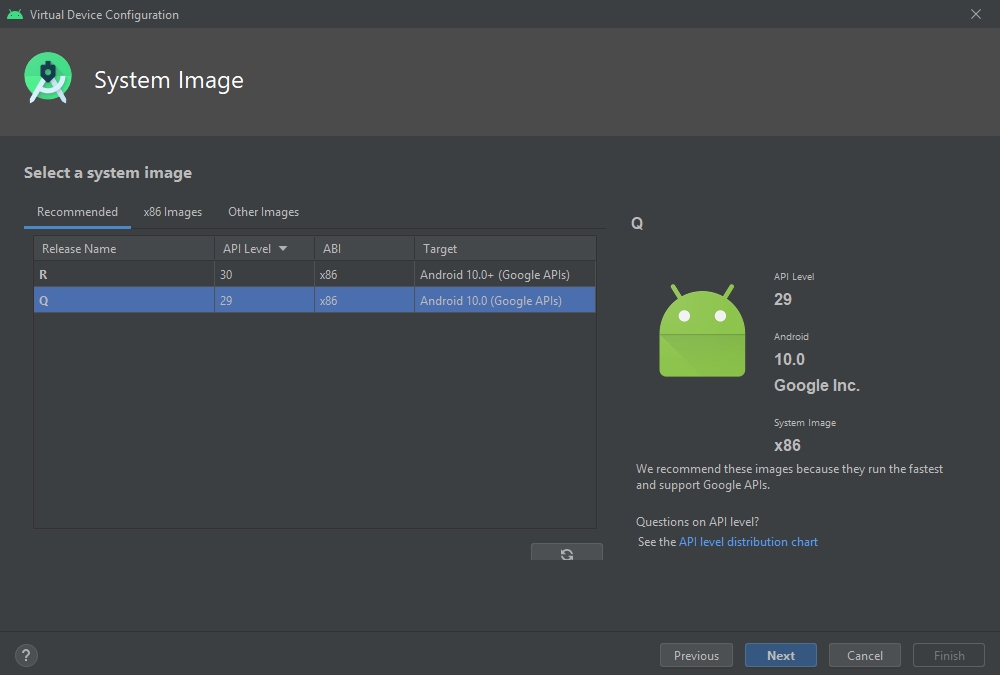 Virtual Device Configuration
System Image
Select a system image
Recommended x86 Images Other Images
Release Name API Level ABI Target
R 30 x86 Android 10.0+ (Google APIs)
Q 29 x86 Android 10.0 (Google APIs)
Q
API Level
29
Android
10.0
Google Inc.
System Image
x86
We recommend these images because they run the fastest
and support Google APIs.
Questions on API level?
See the API level distribution chart
? Previous Next Cancel Finish